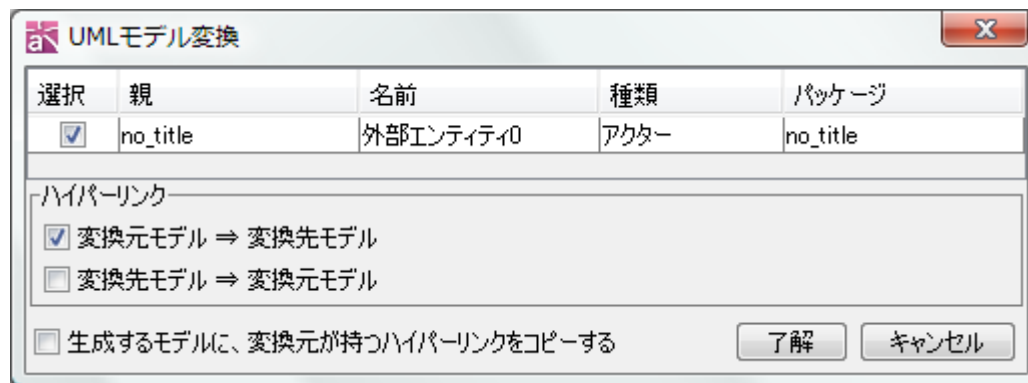 UMLモデル変換
選択 親 名前 種類 パッケージ
no_title 外部エンティティ0 アクター no_title
ハイパーリンク
変換元モデル ⇒ 変換先モデル
変換先モデル ⇒ 変換元モデル
生成するモデルに、変換元が持つハイパーリンクをコピーする 了解 キャンセル